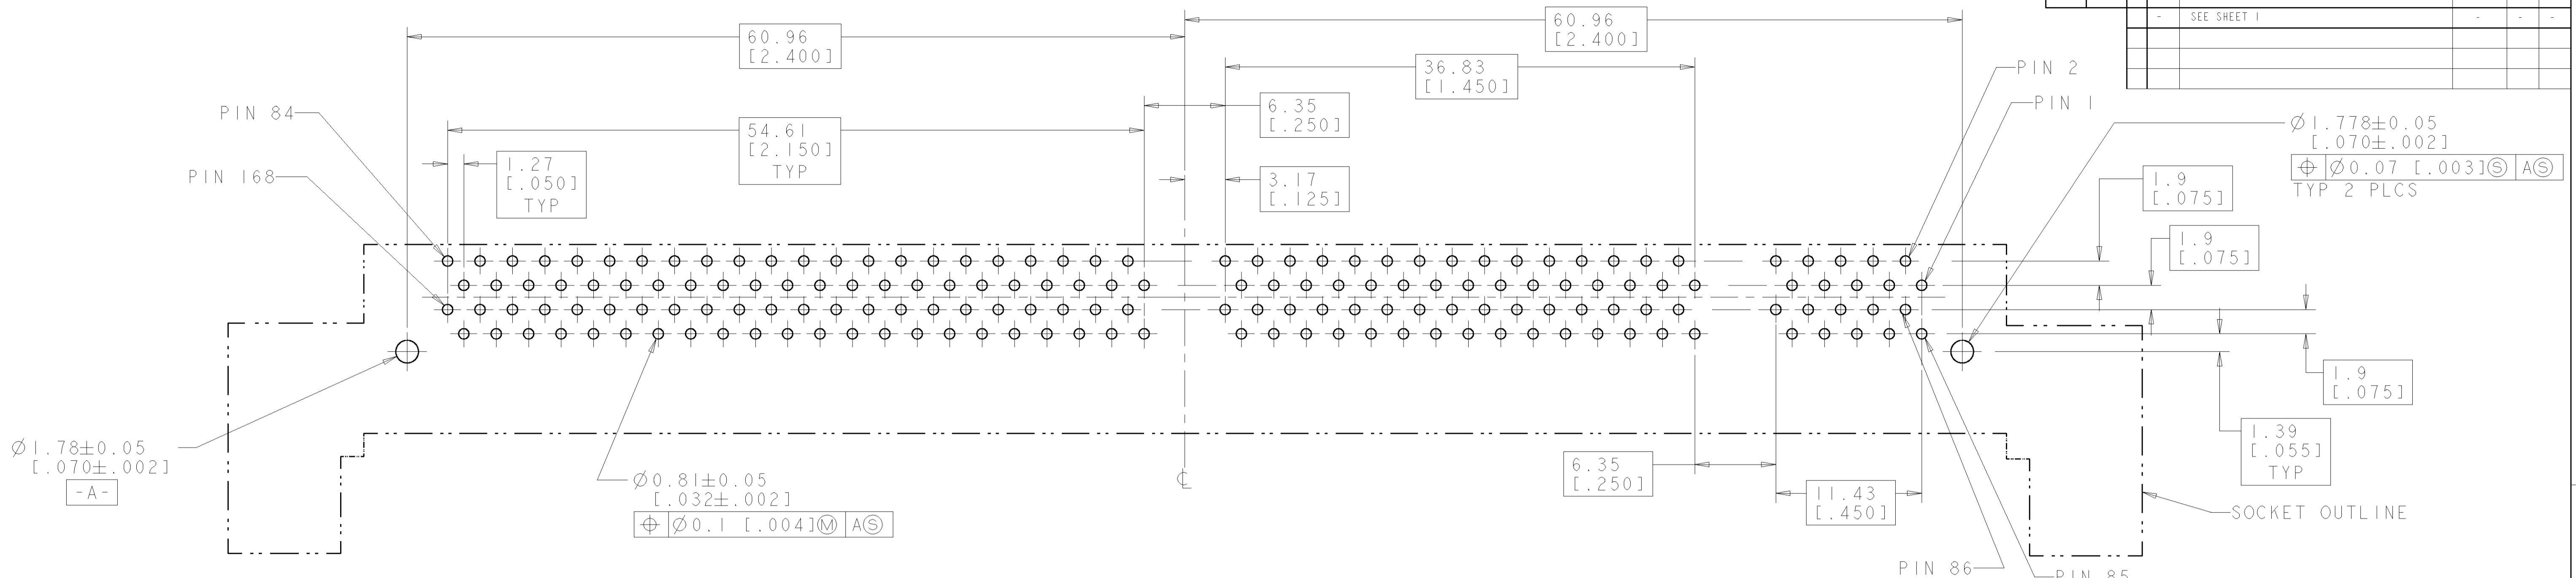 - SEE SHEET 1 - - -
60.96
[2.400]
60.96
[2.400]
36.83
[1.450]
PIN 2
PIN 1
6.35
[.250]
PIN 84
54.61
[2.150]
TYP
Ø1.778±0.05
[.070±.002]
⌖ Ø0.07 [.003]Ⓢ AⓈ
TYP 2 PLCS
1.27
[.050]
TYP
PIN 168
3.17
[.125]
1.9
[.075]
1.9
[.075]
1.9
[.075]
Ø1.78±0.05
[.070±.002]
-A-
Ø0.81±0.05
[.032±.002]
⌖ Ø0.1 [.004]Ⓜ AⓈ
℄
6.35
[.250]
11.43
[.450]
1.39
[.055]
TYP
SOCKET OUTLINE
PIN 86
PIN 85